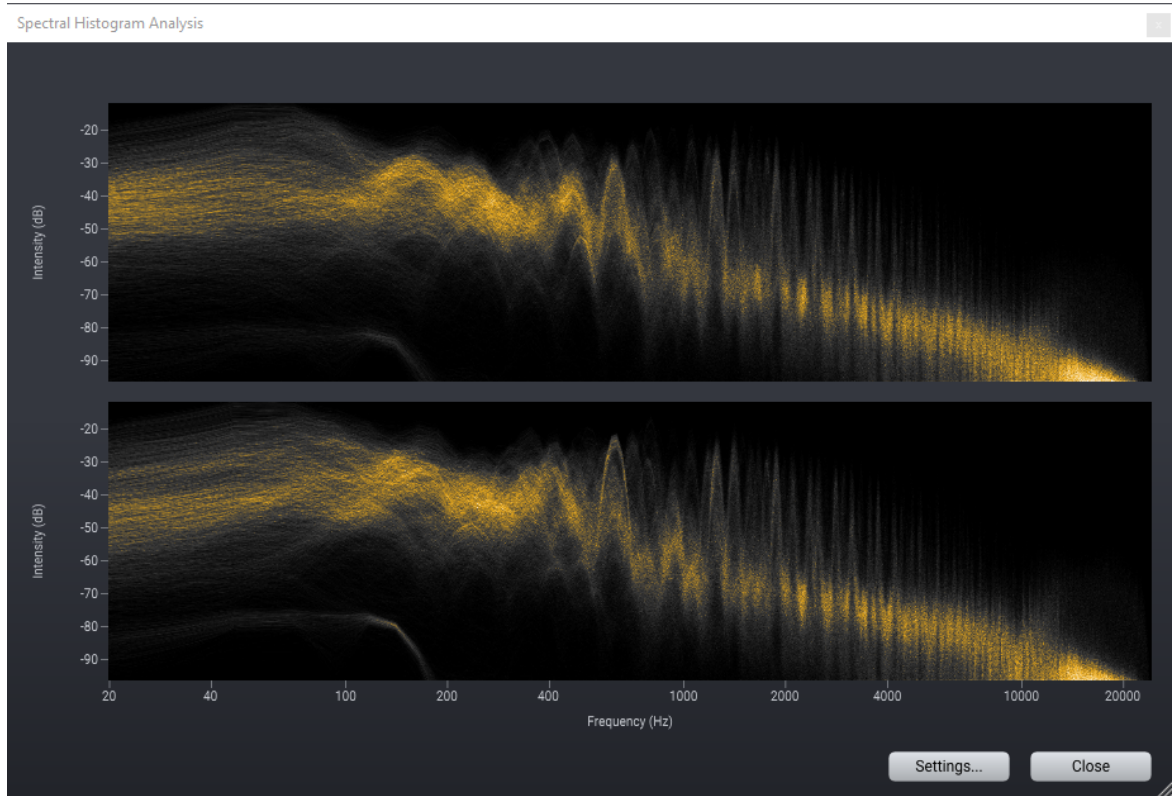 Spectral Histogram Analysis
x
Intensity (dB)
-20
-30
-40
-50
-60
-70
-80
-90
Intensity (dB)
-20
-30
-40
-50
-60
-70
-80
-90
20 40 100 200 400 1000 2000 4000 10000 20000
Frequency (Hz)
Settings... Close